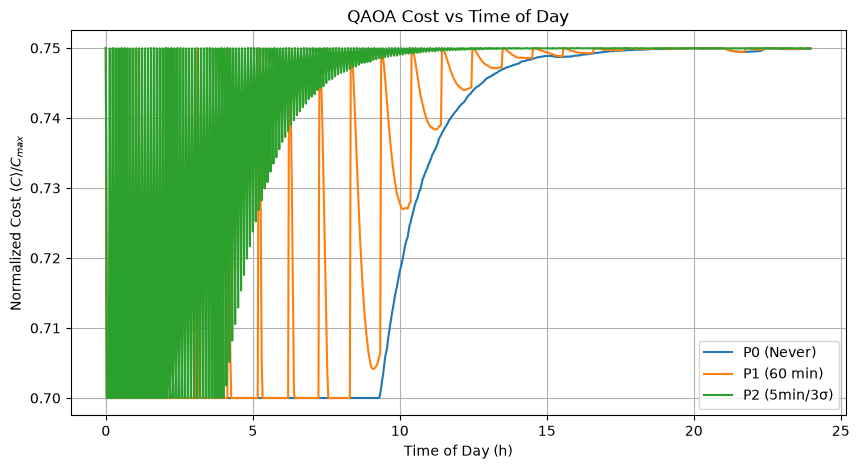 QAOA Cost vs Time of Day
Normalized Cost ⟨C⟩/C_max
0.75
0.74
0.73
0.72
0.71
0.70
0 5 10 15 20 25
Time of Day (h)
P0 (Never)
P1 (60 min)
P2 (5min/3σ)